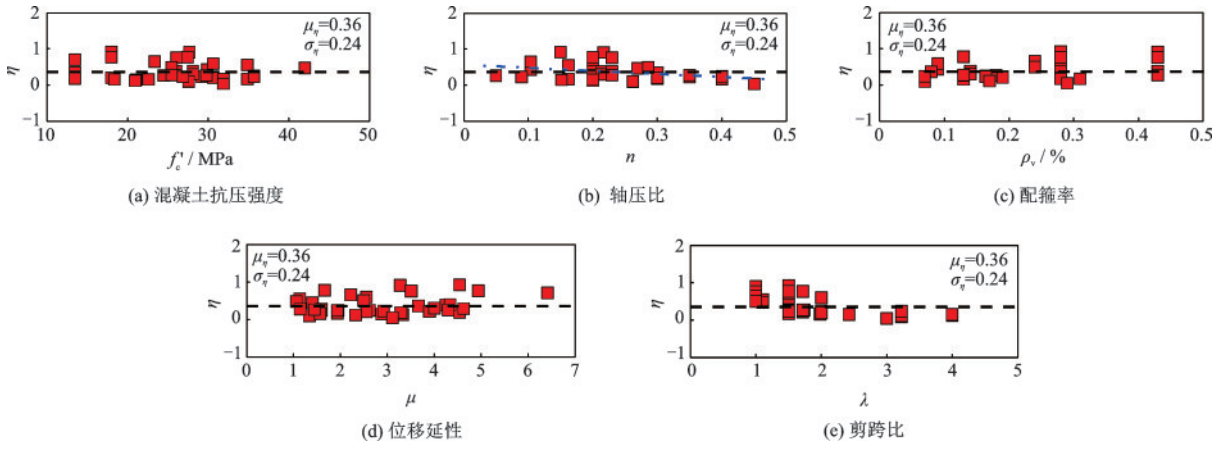 2
1
0
−1
η
μη=0.36
ση=0.24
10 20 30 40 50
f′c / MPa
(a) 混凝土抗压强度
2
1
0
−1
η
μη=0.36
ση=0.24
0 0.1 0.2 0.3 0.4 0.5
n
(b) 轴压比
2
1
0
−1
η
μη=0.36
ση=0.24
0 0.1 0.2 0.3 0.4 0.5
ρv / %
(c) 配箍率
2
1
0
−1
η
μη=0.36
ση=0.24
0 1 2 3 4 5 6 7
μ
(d) 位移延性
2
1
0
−1
η
μη=0.36
ση=0.24
0 1 2 3 4 5
λ
(e) 剪跨比